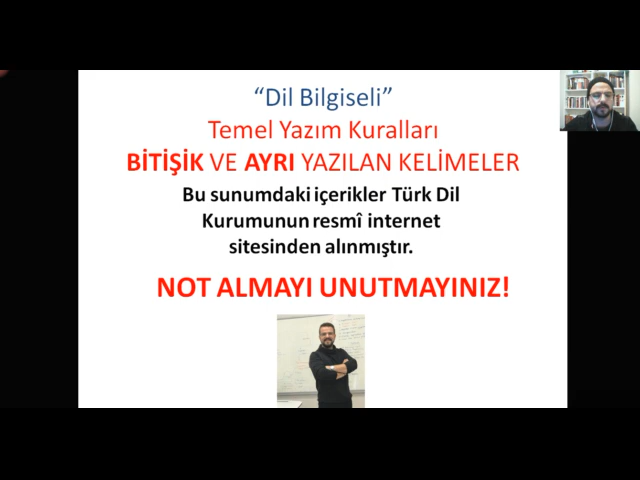 “Dil Bilgiseli”
Temel Yazım Kuralları
BİTİŞİK VE AYRI YAZILAN KELİMELER
Bu sunumdaki içerikler Türk Dil
Kurumunun resmî internet
sitesinden alınmıştır.
NOT ALMAYI UNUTMAYINIZ!